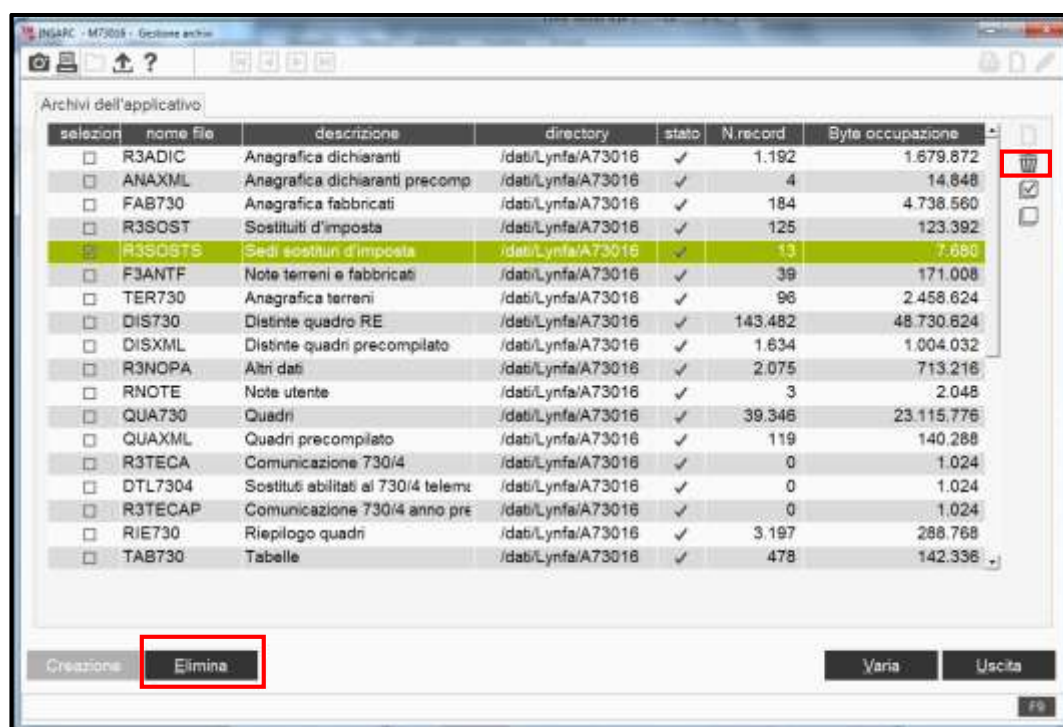 INSARC - M73016 - Gestione archivi
Archivi dell'applicativo
selezion nome file descrizione directory stato N.record Byte occupazione
R3ADIC Anagrafica dichiaranti /dati/Lynfa/A73016 1.192 1.679.872
ANAXML Anagrafica dichiaranti precomp /dati/Lynfa/A73016 4 14.848
FAB730 Anagrafica fabbricati /dati/Lynfa/A73016 184 4.738.560
R3SOST Sostituiti d'imposta /dati/Lynfa/A73016 125 123.392
R3SOSTS Sedi sostituti d'imposta /dati/Lynfa/A73016 13 7.680
F3ANTF Note terreni e fabbricati /dati/Lynfa/A73016 39 171.008
TER730 Anagrafica terreni /dati/Lynfa/A73016 96 2.458.624
DIS730 Distinte quadro RE /dati/Lynfa/A73016 143.482 48.730.624
DISXML Distinte quadri precompilato /dati/Lynfa/A73016 1.634 1.004.032
R3NOPA Altri dati /dati/Lynfa/A73016 2.075 713.216
RNOTE Note utente /dati/Lynfa/A73016 3 2.048
QUA730 Quadri /dati/Lynfa/A73016 39.346 23.115.776
QUAXML Quadri precompilato /dati/Lynfa/A73016 119 140.288
R3TECA Comunicazione 730/4 /dati/Lynfa/A73016 0 1.024
DTL7304 Sostituti abilitati al 730/4 telema /dati/Lynfa/A73016 0 1.024
R3TECAP Comunicazione 730/4 anno pre /dati/Lynfa/A73016 0 1.024
RIE730 Riepilogo quadri /dati/Lynfa/A73016 3.197 288.768
TAB730 Tabelle /dati/Lynfa/A73016 478 142.336
Creazione Elimina Varia Uscita
F9